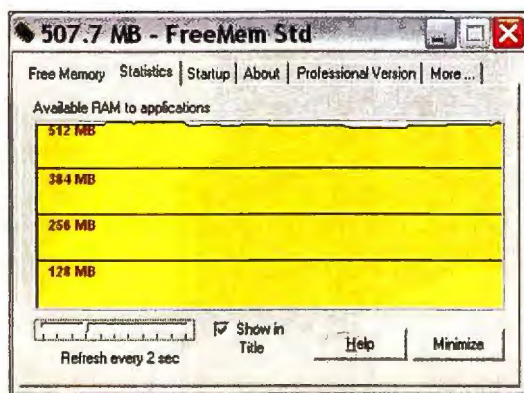 507.7 MB - FreeMem Std
Free Memory Statistics Startup About Professional Version More ...
Available RAM to applications
512 MB
384 MB
256 MB
128 MB
Show in
Title
Refresh every 2 sec
Help
Minimize